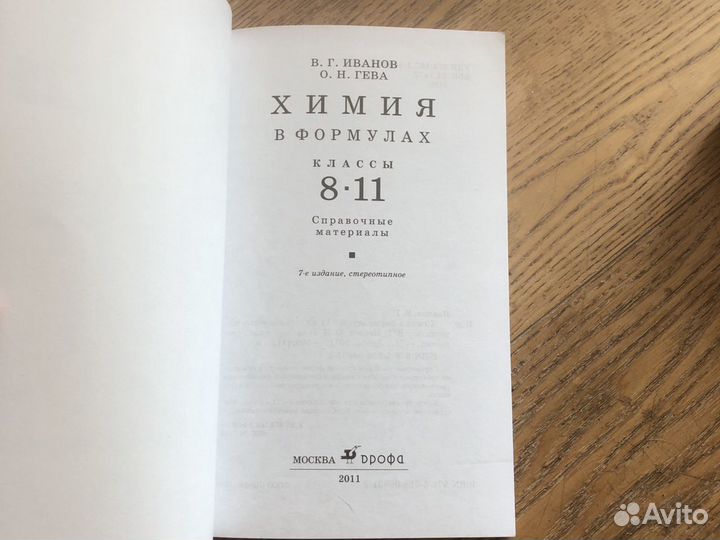 В. Г. ИВАНОВ
О. Н. ГЕВА
ХИМИЯ
В ФОРМУЛАХ
КЛАССЫ
8·11
Справочные
материалы
7-е издание, стереотипное
МОСКВА дрофа
2011
Avito